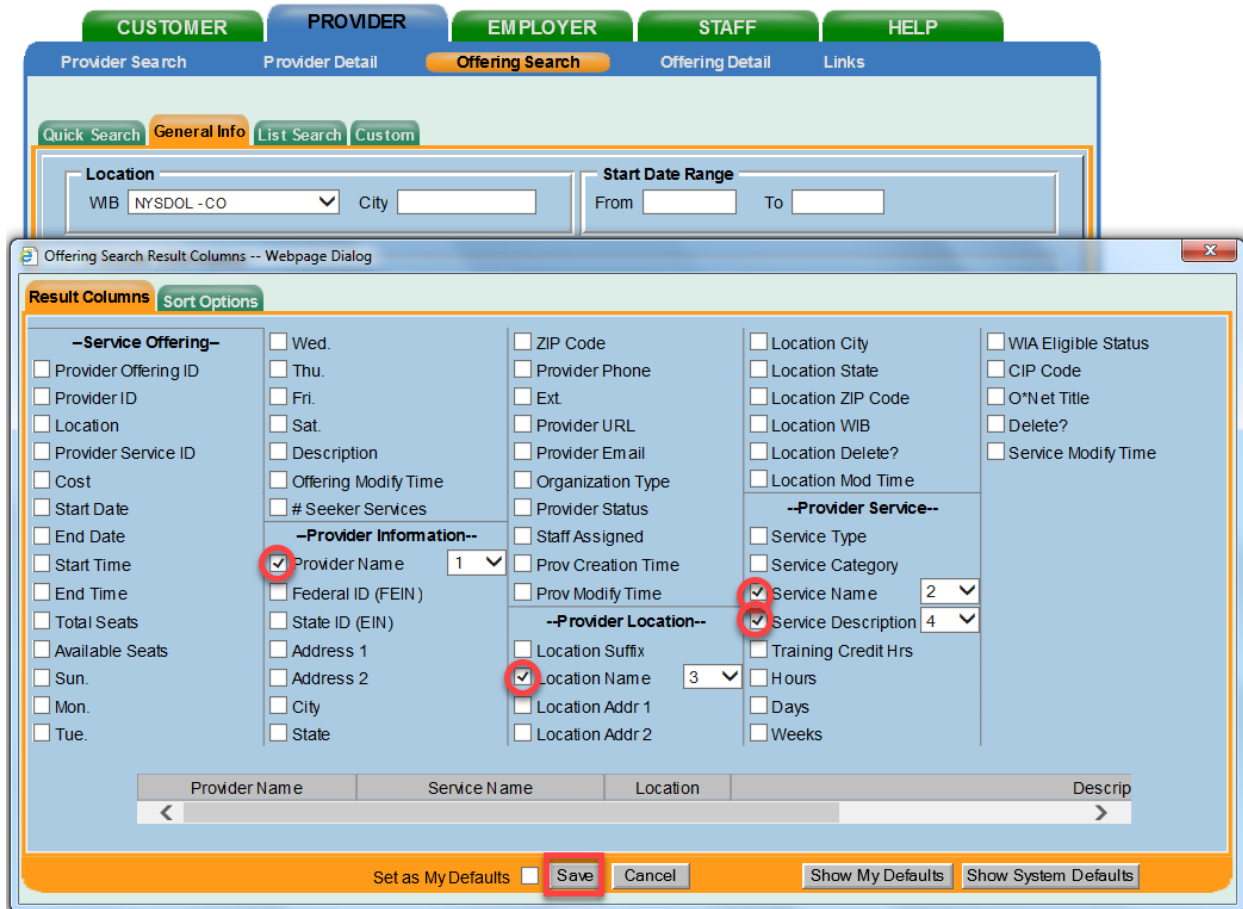 CUSTOMER PROVIDER EMPLOYER STAFF HELP
Provider Search Provider Detail Offering Search Offering Detail Links
Quick Search General Info List Search Custom
Location
WIB NYSDOL - CO City
Start Date Range
From To
Offering Search Result Columns -- Webpage Dialog
x
Result Columns Sort Options
--Service Offering--
Provider Offering ID
Provider ID
Location
Provider Service ID
Cost
Start Date
End Date
Start Time
End Time
Total Seats
Available Seats
Sun.
Mon.
Tue.
Wed.
Thu.
Fri.
Sat.
Description
Offering Modify Time
# Seeker Services
--Provider Information--
Provider Name 1
Federal ID (FEIN)
State ID (EIN)
Address 1
Address 2
City
State
ZIP Code
Provider Phone
Ext.
Provider URL
Provider Email
Organization Type
Provider Status
Staff Assigned
Prov Creation Time
Prov Modify Time
--Provider Location--
Location Suffix
Location Name 3
Location Addr 1
Location Addr 2
Location City
Location State
Location ZIP Code
Location WIB
Location Delete?
Location Mod Time
--Provider Service--
Service Type
Service Category
Service Name 2
Service Description 4
Training Credit Hrs
Hours
Days
Weeks
WIA Eligible Status
CIP Code
O*Net Title
Delete?
Service Modify Time
Provider Name Service Name Location Descrip
Set as My Defaults Save Cancel Show My Defaults Show System Defaults